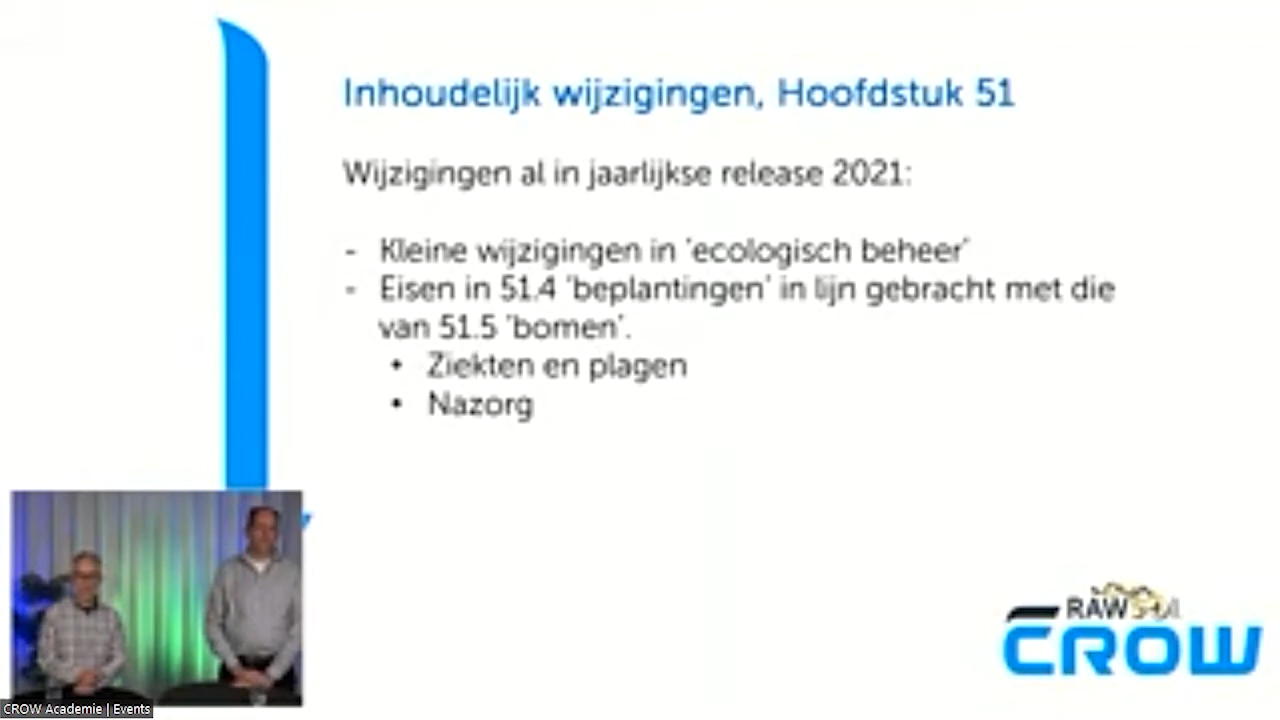 Inhoudelijk wijzigingen, Hoofdstuk 51
Wijzigingen al in jaarlijkse release 2021:
- Kleine wijzigingen in 'ecologisch beheer'
- Eisen in 51.4 'beplantingen' in lijn gebracht met die
van 51.5 'bomen'.
• Ziekten en plagen
• Nazorg
RAW
CROW
CROW Academie | Events